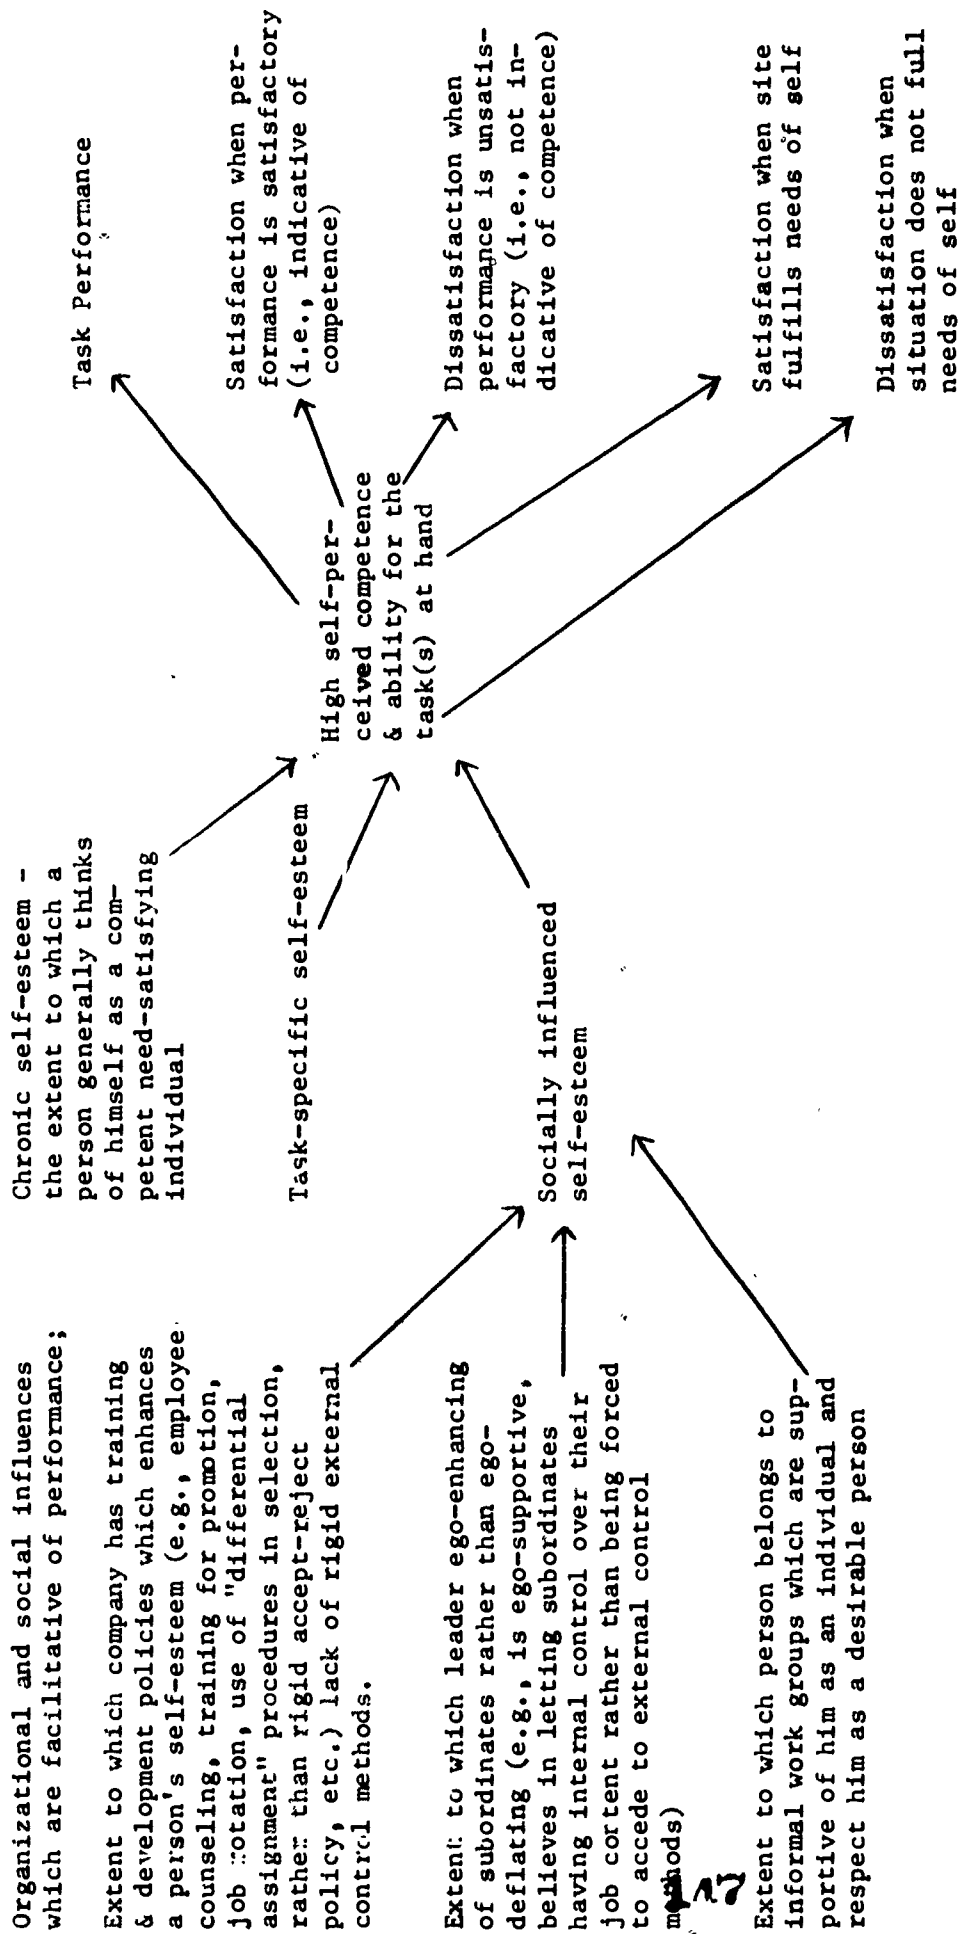 Organizational and social influences
which are facilitative of performance;
Extent to which company has training
& development policies which enhances
a person's self-esteem (e.g., employee
counseling, training for promotion,
job rotation, use of "differential
assignment" procedures in selection,
rather than rigid accept-reject
policy, etc.) lack of rigid external
control methods.
Extent to which leader ego-enhancing
of subordinates rather than ego-
deflating (e.g., is ego-supportive,
believes in letting subordinates
having internal control over their
job content rather than being forced
to accede to external control
methods)
Extent to which person belongs to
informal work groups which are sup-
portive of him as an individual and
respect him as a desirable person
Chronic self-esteem -
the extent to which a
person generally thinks
of himself as a com-
petent need-satisfying
individual
Task-specific self-esteem
Socially influenced
self-esteem
High self-per-
ceived competence
& ability for the
task(s) at hand
Task Performance
Satisfaction when per-
formance is satisfactory
(i.e., indicative of
competence)
Dissatisfaction when
performance is unsatis-
factory (i.e., not in-
dicative of competence)
Satisfaction when site
fulfills needs of self
Dissatisfaction when
situation does not full
needs of self